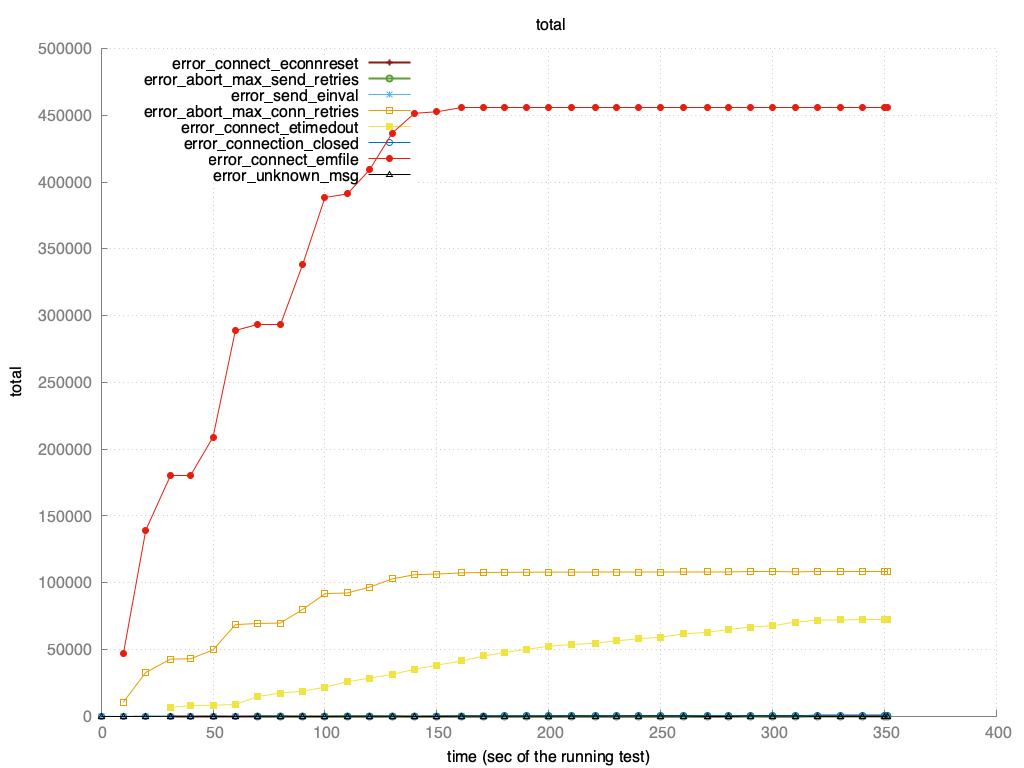 total
500000
450000
400000
350000
300000
250000
200000
150000
100000
50000
0
total
error_connect_econnreset
error_abort_max_send_retries
error_send_einval
error_abort_max_conn_retries
error_connect_etimedout
error_connection_closed
error_connect_emfile
error_unknown_msg
0 50 100 150 200 250 300 350 400
time (sec of the running test)